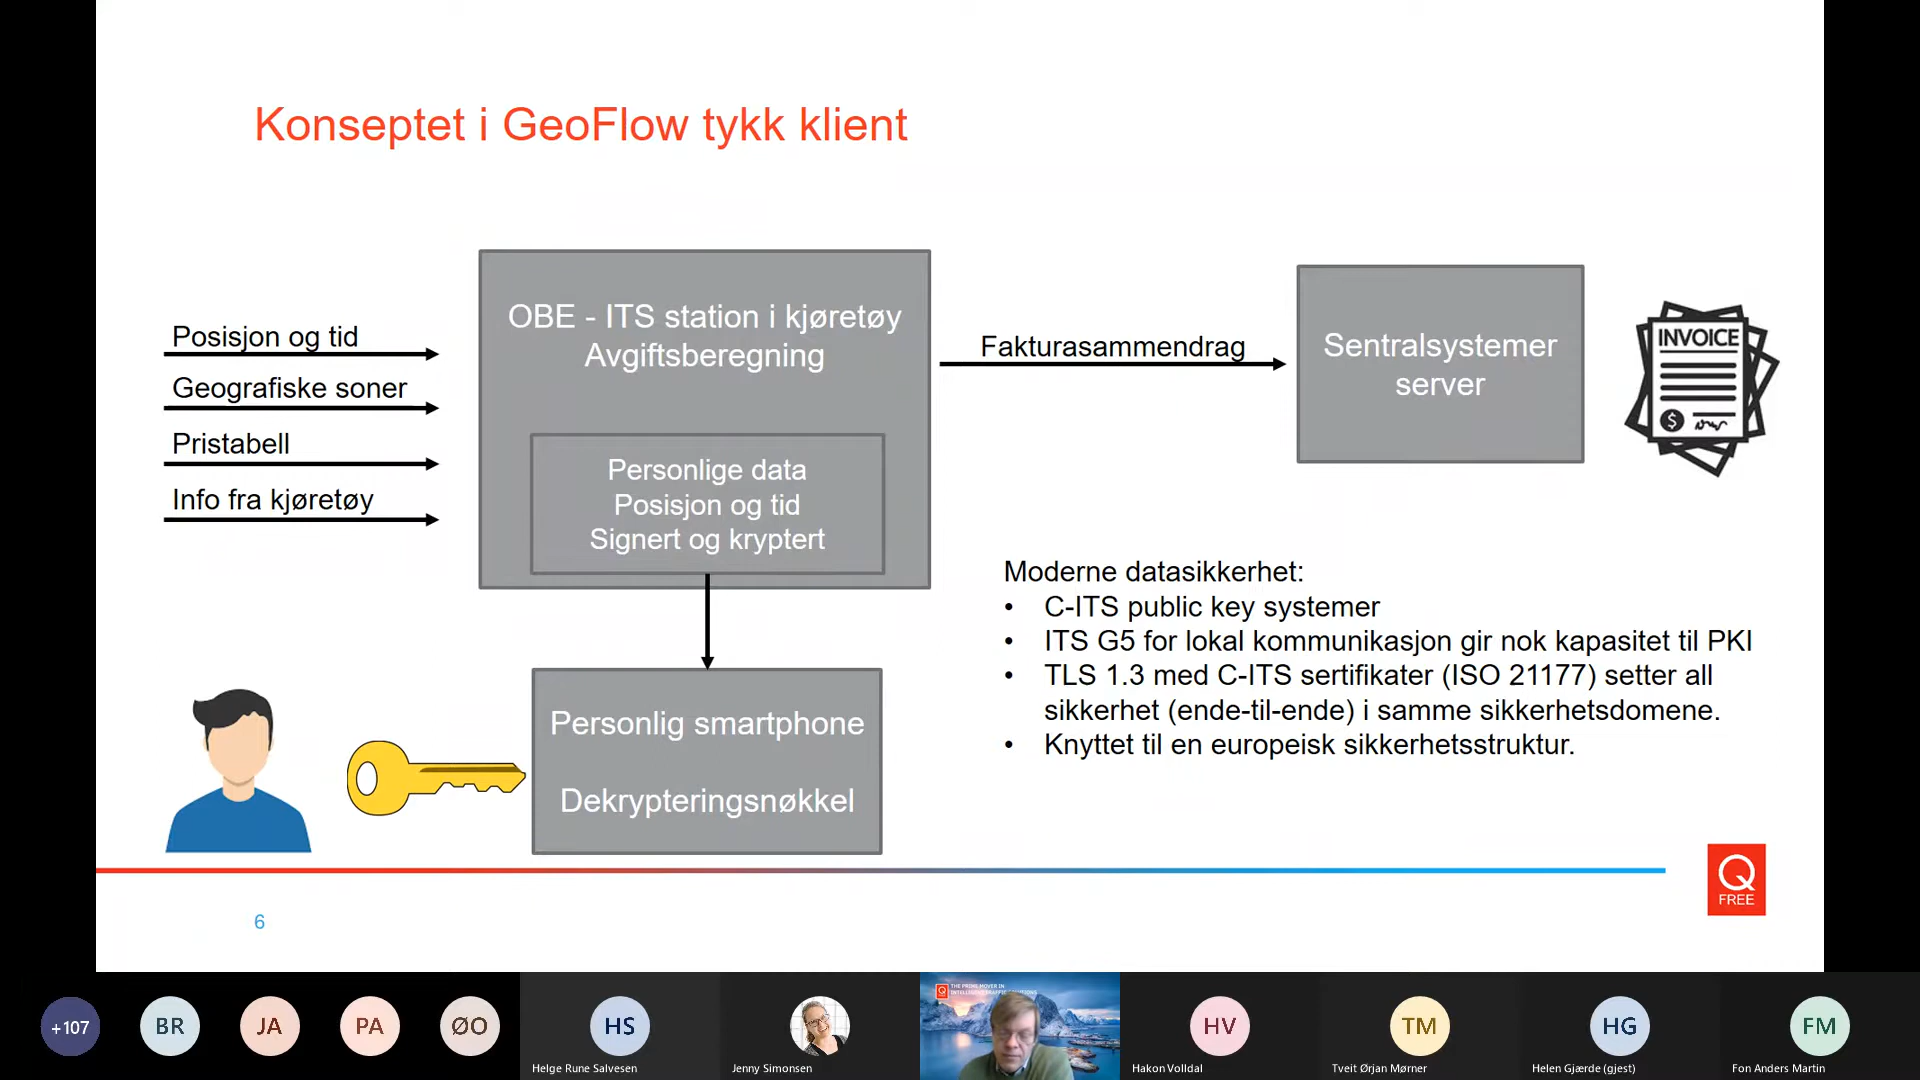 Konseptet i GeoFlow tykk klient
Posisjon og tid
Geografiske soner
Pristabell
Info fra kjøretøy
OBE - ITS station i kjøretøy
Avgiftsberegning
Personlige data
Posisjon og tid
Signert og kryptert
Fakturasammendrag
Sentralsystemer
server
INVOICE
$
Moderne datasikkerhet:
• C-ITS public key systemer
• ITS G5 for lokal kommunikasjon gir nok kapasitet til PKI
• TLS 1.3 med C-ITS sertifikater (ISO 21177) setter all
sikkerhet (ende-til-ende) i samme sikkerhetsdomene.
• Knyttet til en europeisk sikkerhetsstruktur.
Personlig smartphone
Dekrypteringsnøkkel
Q
FREE
6
+107
BR
JA
PA
ØO
HS
Helge Rune Salvesen
Jenny Simonsen
THE PRIME MOVER IN
HV
Hakon Volldal
TM
Tveit Ørjan Mørner
HG
Helen Gjærde (gjest)
FM
Fon Anders Martin